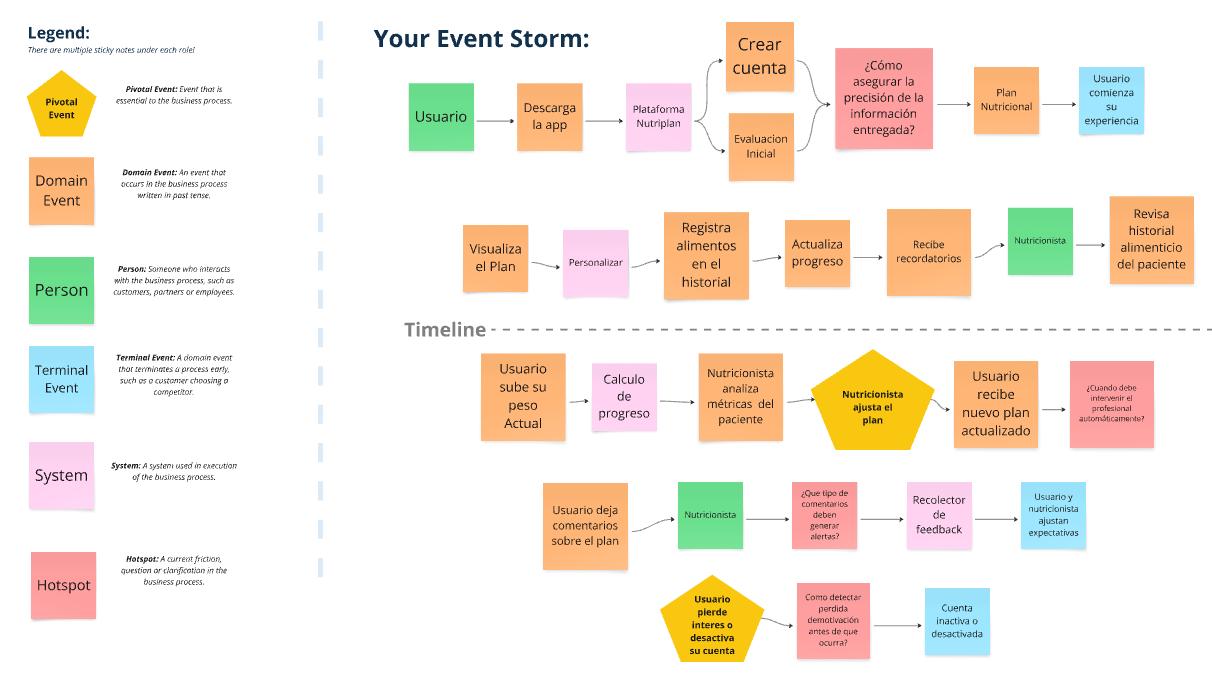 Legend:
There are multiple sticky notes under each role!
Pivotal
Event
Pivotal Event: Event that is
essential to the business process.
Domain
Event
Domain Event: An event that
occurs in the business process
written in past tense.
Person
Person: Someone who interacts
with the business process, such as
customers, partners or employees.
Terminal
Event
Terminal Event: A domain event
that terminates a process early,
such as a customer choosing a
competitor.
System
System: A system used in execution
of the business process.
Hotspot
Hotspot: A current friction,
question or clarification in the
business process.
Your Event Storm:
Usuario
Descarga
la app
Plataforma
Nutriplan
Crear
cuenta
Evaluacion
Inicial
¿Cómo
asegurar la
precisión de la
información
entregada?
Plan
Nutricional
Usuario
comienza
su
experiencia
Visualiza
el Plan
Personalizar
Registra
alimentos
en el
historial
Actualiza
progreso
Recibe
recordatorios
Nutricionista
Revisa
historial
alimenticio
del paciente
Timeline
Usuario
sube su
peso
Actual
Calculo
de
progreso
Nutricionista
analiza
métricas del
paciente
Nutricionista
ajusta el
plan
Usuario
recibe
nuevo plan
actualizado
¿Cuando debe
intervenir el
profesional
automáticamente?
Usuario deja
comentarios
sobre el plan
Nutricionista
¿Que tipo de
comentarios
deben
generar
alertas?
Recolector
de
feedback
Usuario y
nutricionista
ajustan
expectativas
Usuario
pierde
interes o
desactiva
su cuenta
Como detectar
perdida
demotivación
antes de que
ocurra?
Cuenta
inactiva o
desactivada